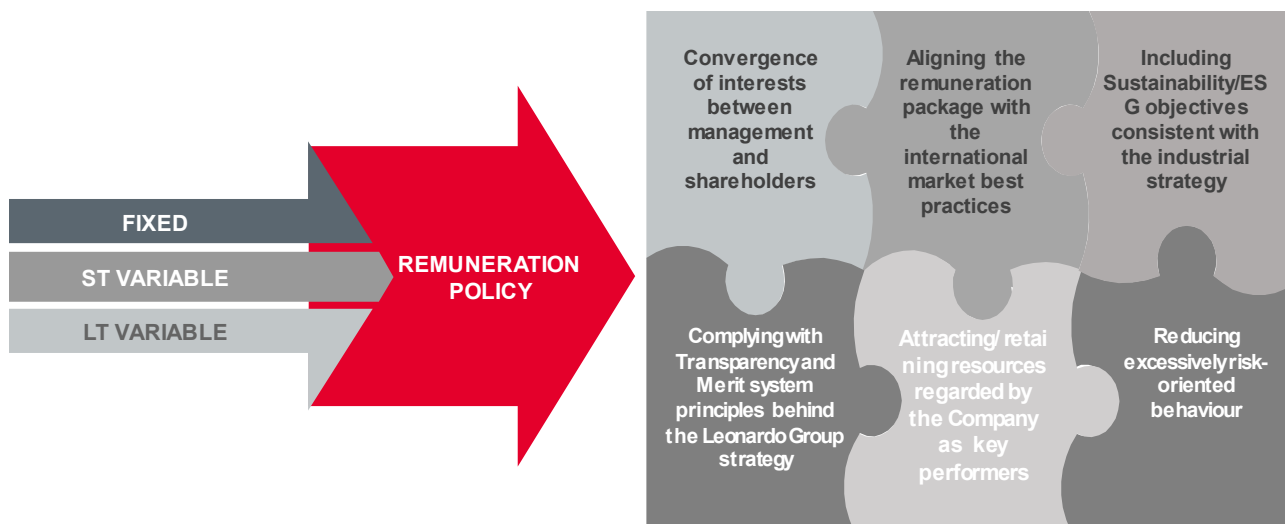 FIXED
ST VARIABLE
LT VARIABLE
REMUNERATION
POLICY
Convergence
of interests
between
management
and
shareholders
Aligning the
remuneration
package with
the
international
market best
practices
Including
Sustainability/ES
G objectives
consistent with
the industrial
strategy
Complying with
Transparency and
Merit system
principles behind
the Leonardo Group
strategy
Attracting/ retai
ning resources
regarded by
the Company
as key
performers
Reducing
excessively risk-
oriented
behaviour